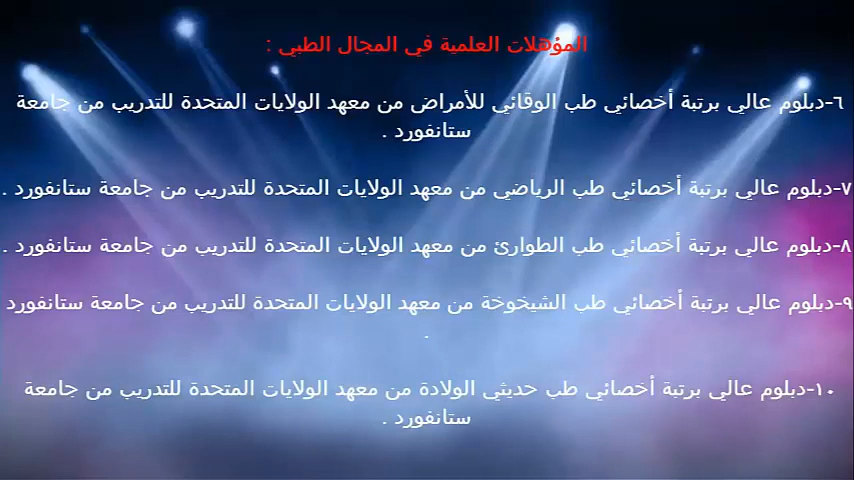 المؤهلات العلمية في المجال الطبي :
٦-دبلوم عالي برتبة أخصائي طب الوقائي للأمراض من معهد الولايات المتحدة للتدريب من جامعة
ستانفورد .
٧-دبلوم عالي برتبة أخصائي طب الرياضي من معهد الولايات المتحدة للتدريب من جامعة ستانفورد .
٨-دبلوم عالي برتبة أخصائي طب الطوارئ من معهد الولايات المتحدة للتدريب من جامعة ستانفورد .
٩-دبلوم عالي برتبة أخصائي طب الشيخوخة من معهد الولايات المتحدة للتدريب من جامعة ستانفورد
.
١٠-دبلوم عالي برتبة أخصائي طب حديثي الولادة من معهد الولايات المتحدة للتدريب من جامعة
ستانفورد .